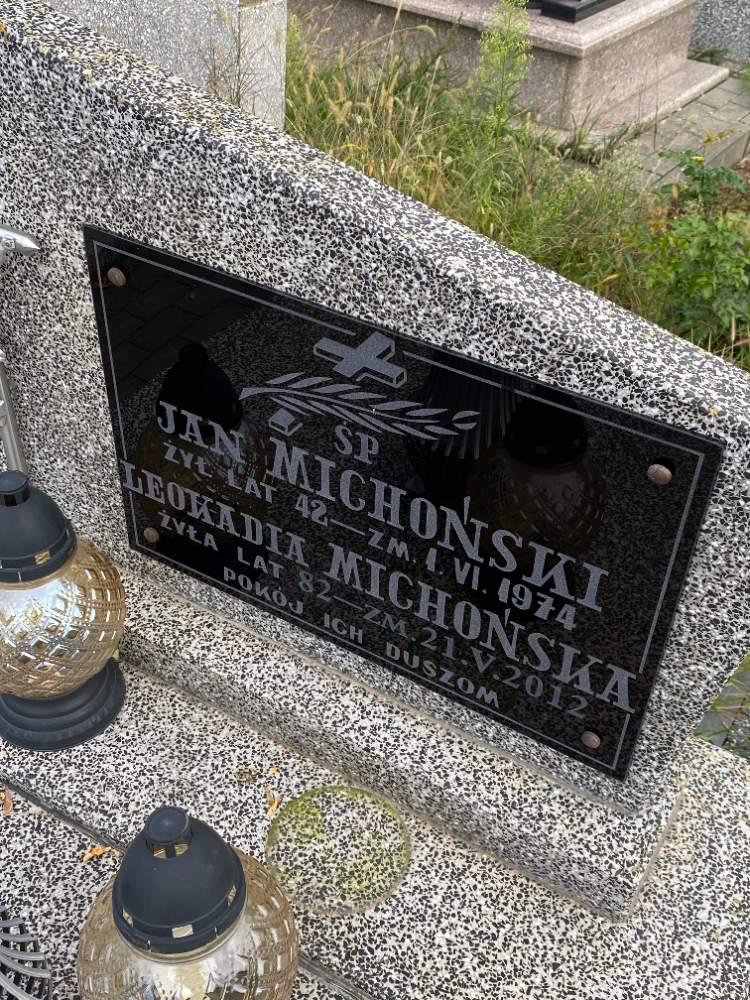 ŚP
JAN MICHOŃSKI
ŻYŁ LAT 42—ZM. 1 VI. 1974
LEOKADIA MICHOŃSKA
ŻYŁA LAT 82—ZM. 21.V.2012
POKÓJ ICH DUSZOM